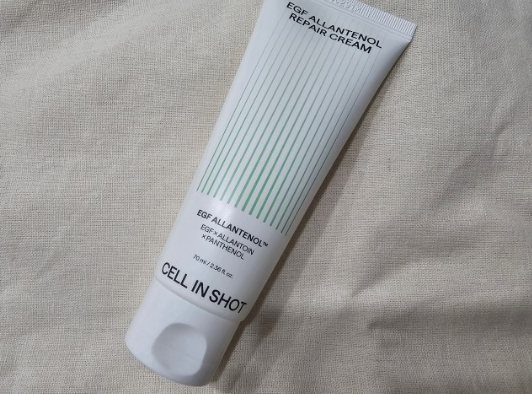 EGF ALLANTENOL
REPAIR CREAM
EGF ALLANTENOL™
EGF×ALLANTOIN
×PANTHENOL
70 ml / 2.36 fl. oz.
CELL IN SHOT